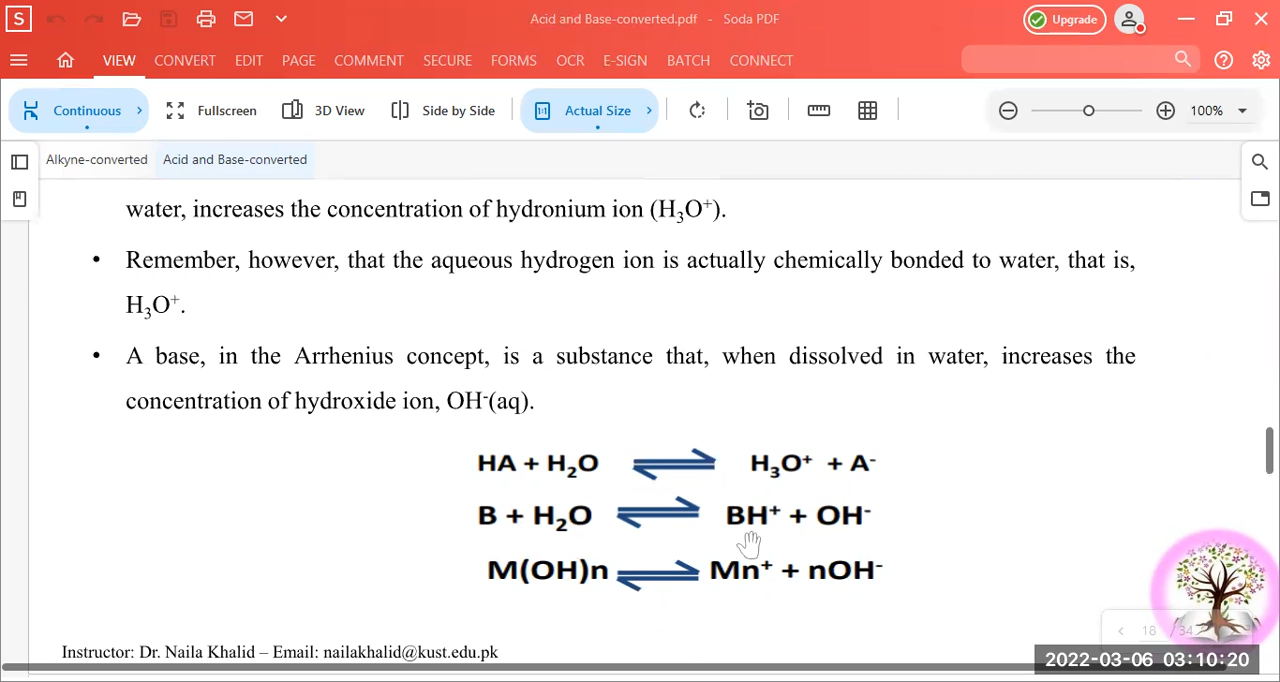 S
Acid and Base-converted.pdf - Soda PDF
Upgrade
VIEW CONVERT EDIT PAGE COMMENT SECURE FORMS OCR E-SIGN BATCH CONNECT
Continuous Fullscreen 3D View Side by Side Actual Size 100%
Alkyne-converted Acid and Base-converted
water, increases the concentration of hydronium ion (H₃O⁺).
• Remember, however, that the aqueous hydrogen ion is actually chemically bonded to water, that is,
H₃O⁺.
• A base, in the Arrhenius concept, is a substance that, when dissolved in water, increases the
concentration of hydroxide ion, OH⁻(aq).
HA + H₂O ⇌ H₃O⁺ + A⁻
B + H₂O ⇌ BH⁺ + OH⁻
M(OH)n ⇌ Mn⁺ + nOH⁻
18 / 34
Instructor: Dr. Naila Khalid – Email: nailakhalid@kust.edu.pk
2022-03-06 03:10:20